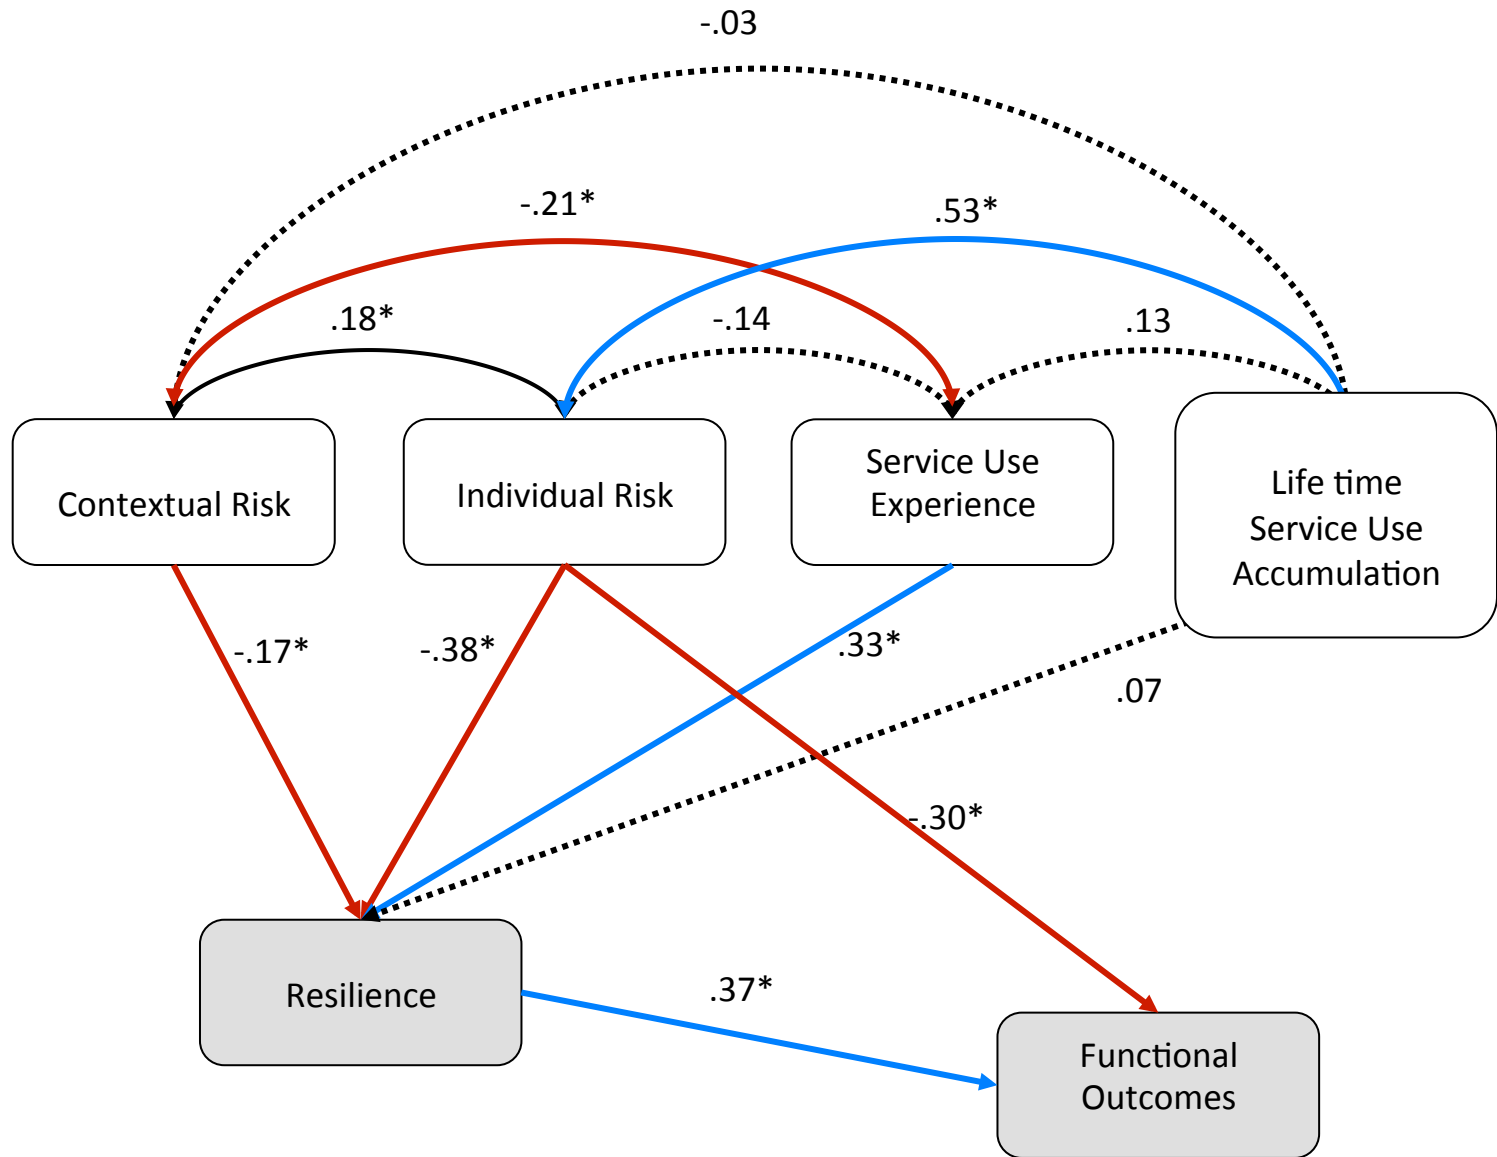 -.03
-.21*
.53*
.18*
-.14
.13
Contextual Risk
Individual Risk
Service Use
Experience
Life time
Service Use
Accumulation
-.17*
-.38*
.33*
.07
-.30*
Resilience
.37*
Functional
Outcomes